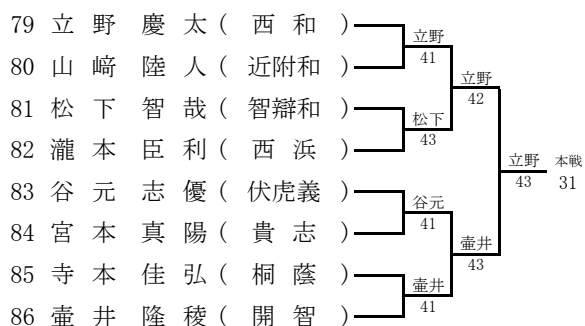 79 立 野 慶 太 ( 西 和 )
立野
41
80 山 﨑 陸 人 ( 近附和 )
立野
42
81 松 下 智 哉 ( 智辯和 )
松下
43
82 瀧 本 臣 利 ( 西 浜 )
立野 本戦
43 31
83 谷 元 志 優 ( 伏虎義 )
谷元
41
84 宮 本 真 陽 ( 貴 志 )
壷井
43
85 寺 本 佳 弘 ( 桐 蔭 )
壷井
41
86 壷 井 隆 稜 ( 開 智 )